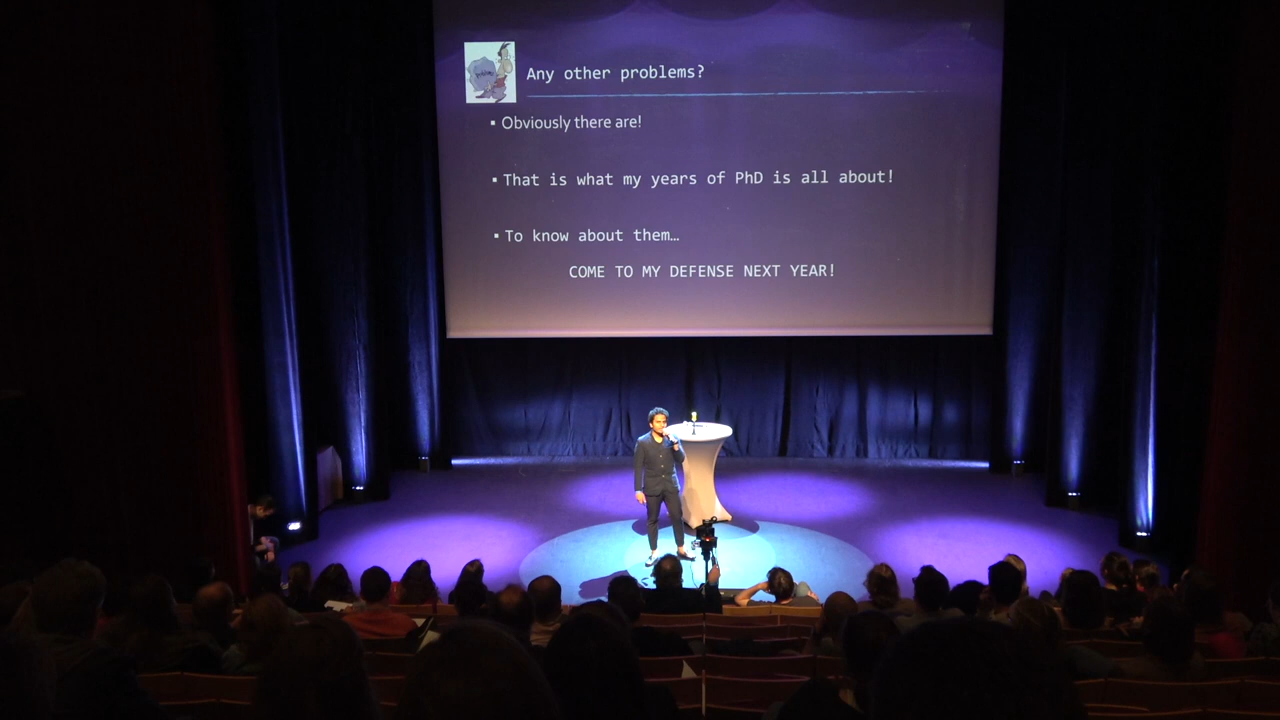 Any other problems?
▪ Obviously there are!
▪ That is what my years of PhD is all about!
▪ To know about them…
COME TO MY DEFENSE NEXT YEAR!